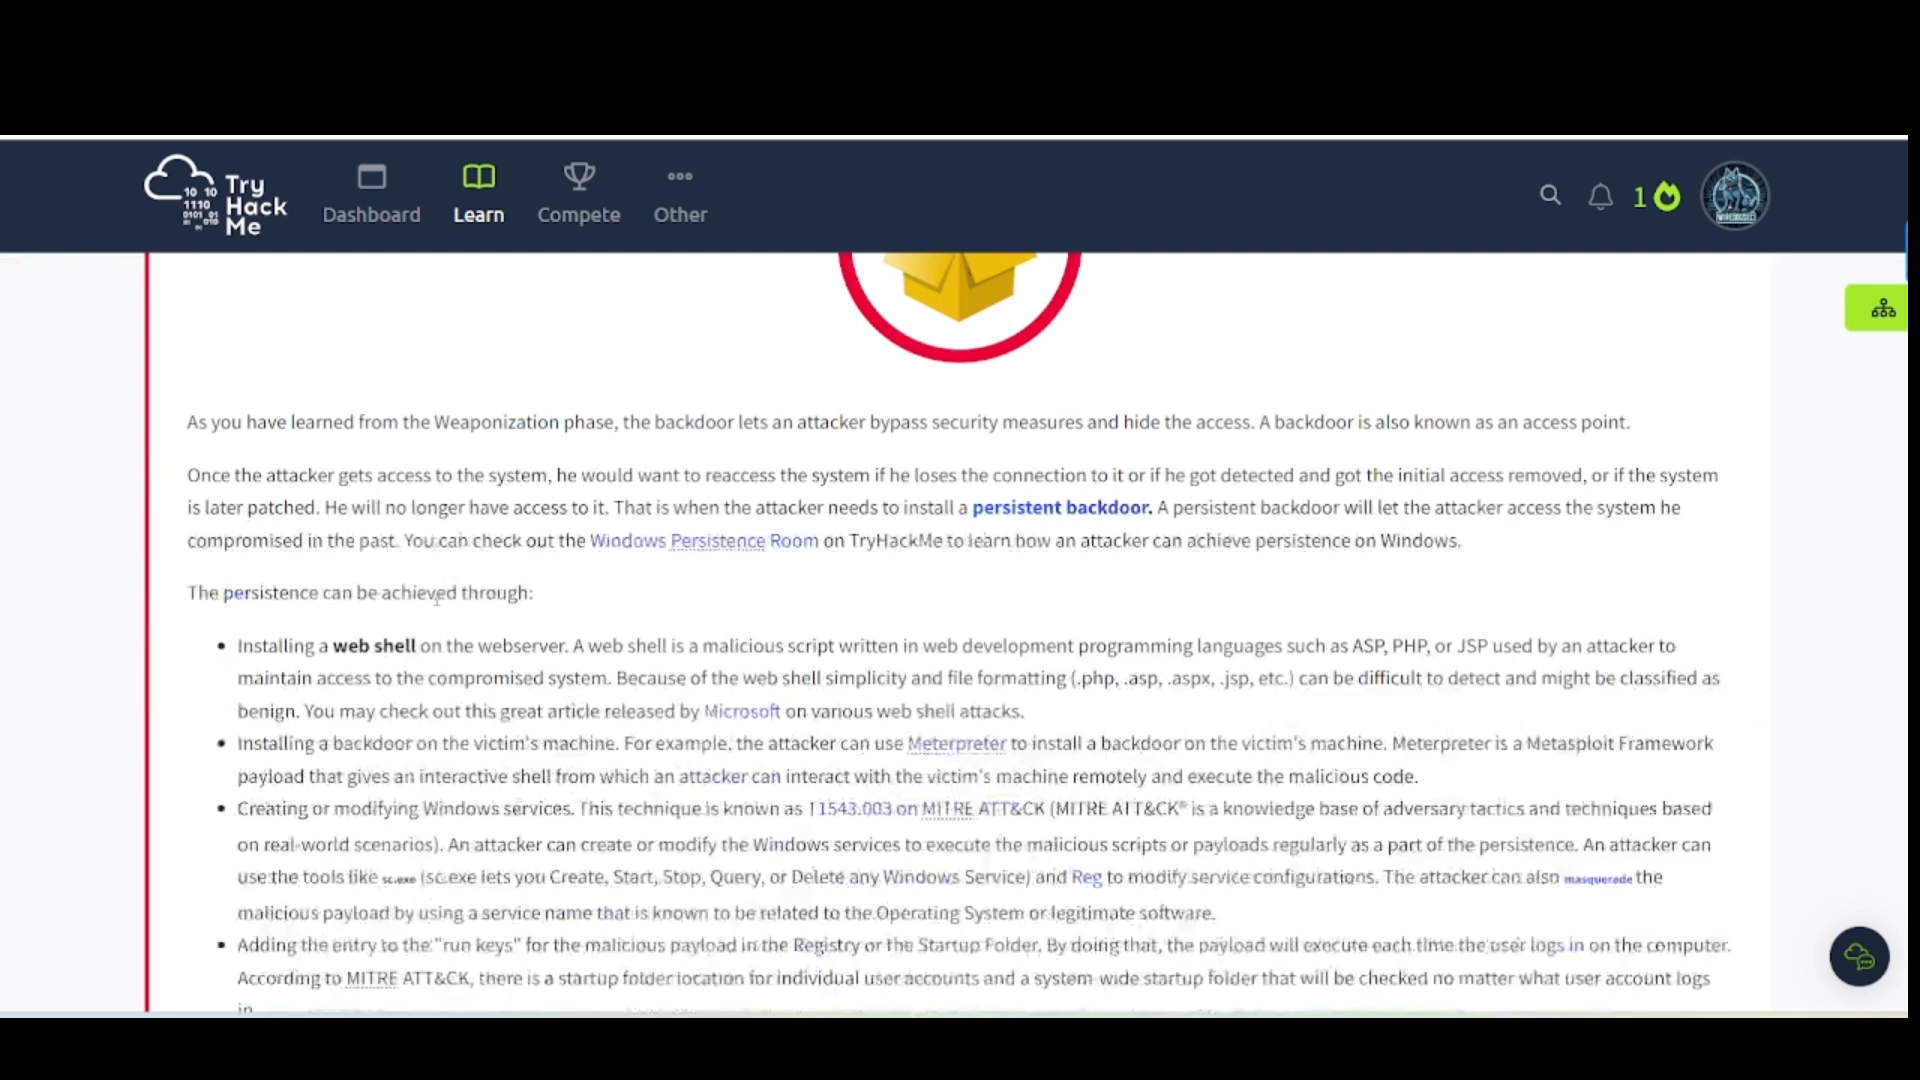 Try Hack Me
10 10
1110
0101 01
Dashboard
Learn
Compete
Other
1
As you have learned from the Weaponization phase, the backdoor lets an attacker bypass security measures and hide the access. A backdoor is also known as an access point.
Once the attacker gets access to the system, he would want to reaccess the system if he loses the connection to it or if he got detected and got the initial access removed, or if the system
is later patched. He will no longer have access to it. That is when the attacker needs to install a persistent backdoor. A persistent backdoor will let the attacker access the system he
compromised in the past. You can check out the Windows Persistence Room on TryHackMe to learn how an attacker can achieve persistence on Windows.
The persistence can be achieved through:
• Installing a web shell on the webserver. A web shell is a malicious script written in web development programming languages such as ASP, PHP, or JSP used by an attacker to
maintain access to the compromised system. Because of the web shell simplicity and file formatting (.php, .asp, .aspx, .jsp, etc.) can be difficult to detect and might be classified as
benign. You may check out this great article released by Microsoft on various web shell attacks.
• Installing a backdoor on the victim's machine. For example, the attacker can use Meterpreter to install a backdoor on the victim's machine. Meterpreter is a Metasploit Framework
payload that gives an interactive shell from which an attacker can interact with the victim's machine remotely and execute the malicious code.
• Creating or modifying Windows services. This technique is known as T1543.003 on MITRE ATT&CK (MITRE ATT&CK® is a knowledge base of adversary tactics and techniques based
on real-world scenarios). An attacker can create or modify the Windows services to execute the malicious scripts or payloads regularly as a part of the persistence. An attacker can
use the tools like sc.exe (sc.exe lets you Create, Start, Stop, Query, or Delete any Windows Service) and Reg to modify service configurations. The attacker can also masquerade the
malicious payload by using a service name that is known to be related to the Operating System or legitimate software.
• Adding the entry to the "run keys" for the malicious payload in the Registry or the Startup Folder. By doing that, the payload will execute each time the user logs in on the computer.
According to MITRE ATT&CK, there is a startup folder location for individual user accounts and a system-wide startup folder that will be checked no matter what user account logs
in.